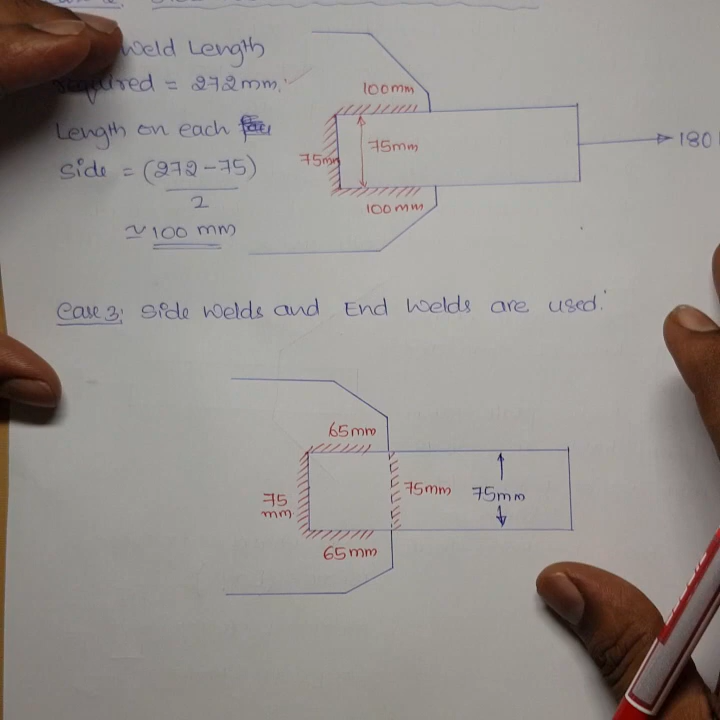 Weld Length
required = 272mm.
Length on each
side = (272-75)
2
≃ 100 mm
100mm
75mm
75mm
100mm
180
Case 3: Side welds and End welds are used.
65mm
75
mm
75mm
75mm
65mm